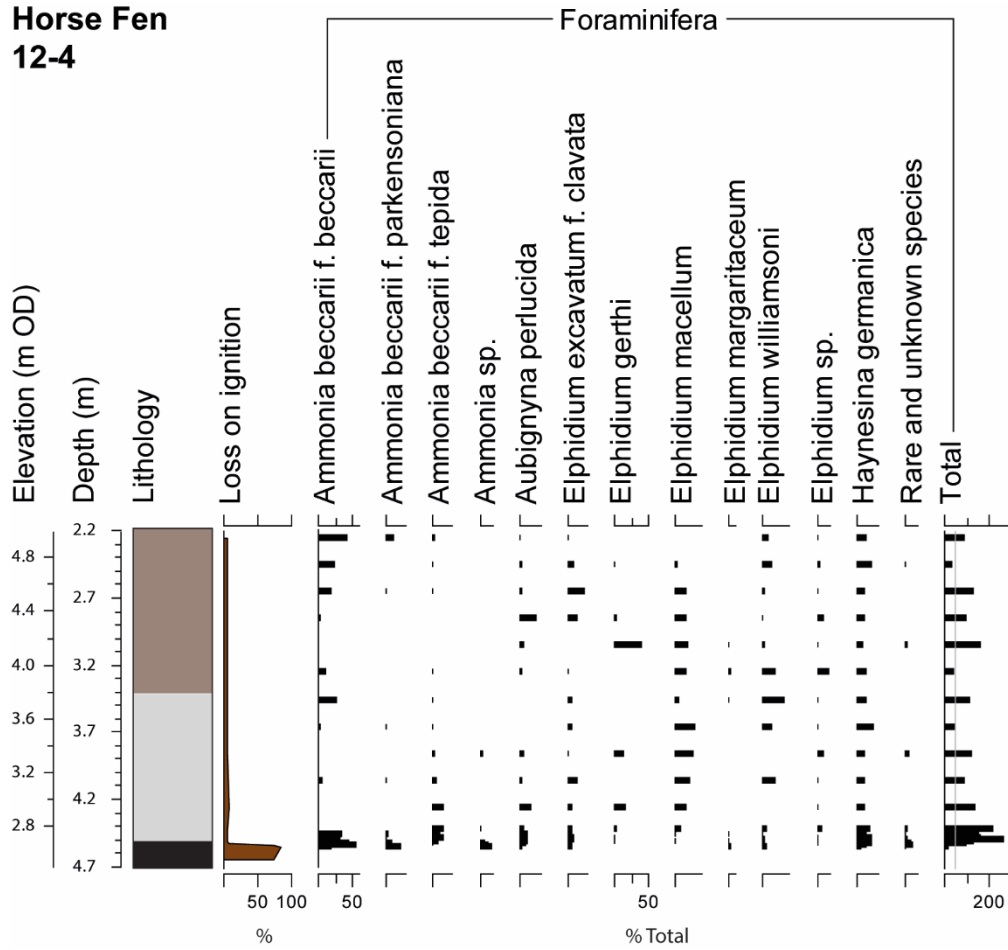 Horse Fen
12-4
Foraminifera
Elevation (m OD)
Depth (m)
Lithology
Loss on ignition
Ammonia beccarii f. beccarii
Ammonia beccarii f. parkensoniana
Ammonia beccarii f. tepida
Ammonia sp.
Aubignyna perlucida
Elphidium excavatum f. clavata
Elphidium gerthi
Elphidium macellum
Elphidium margaritaceum
Elphidium williamsoni
Elphidium sp.
Haynesina germanica
Rare and unknown species
Total
4.8
4.4
4.0
3.6
3.2
2.8
2.2
2.7
3.2
3.7
4.2
4.7
50 100
50
50
200
%
% Total